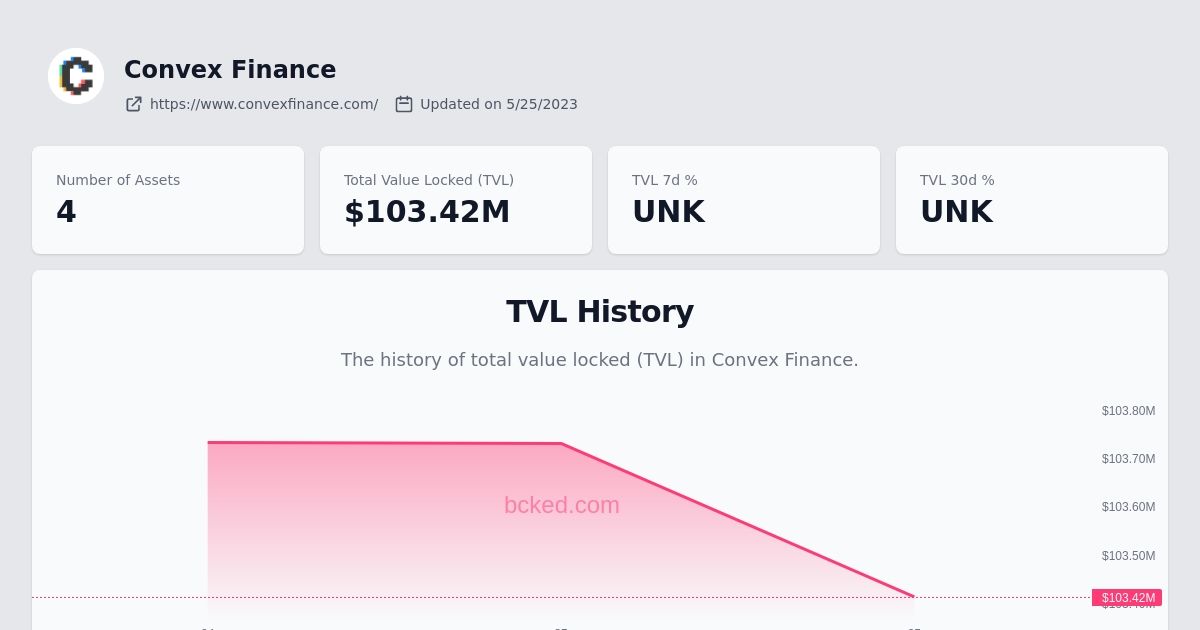 Convex Finance
https://www.convexfinance.com/ Updated on 5/25/2023
Number of Assets
4
Total Value Locked (TVL)
$103.42M
TVL 7d %
UNK
TVL 30d %
UNK
TVL History
The history of total value locked (TVL) in Convex Finance.
$103.80M
$103.70M
bcked.com
$103.60M
$103.50M
$103.42M